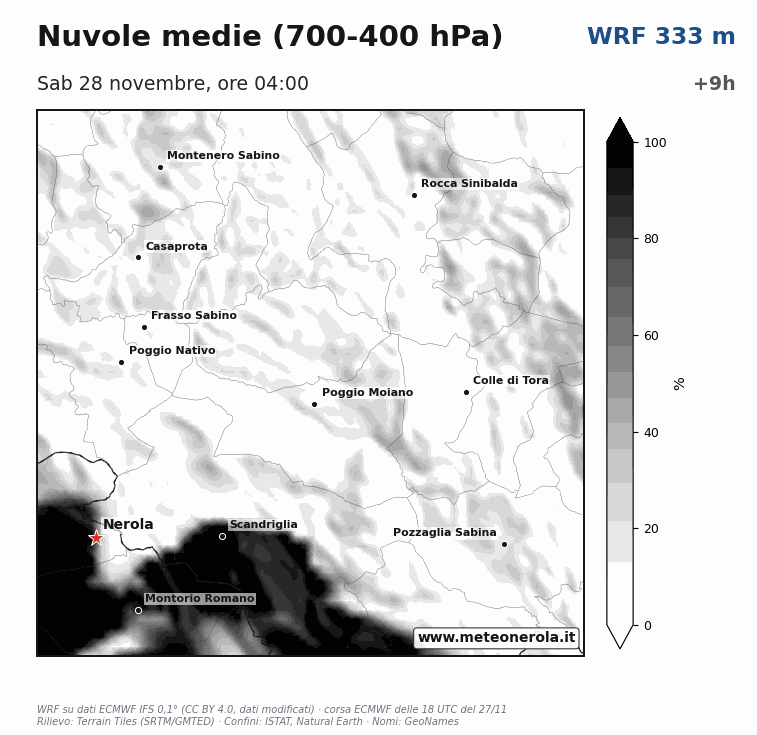 Nuvole medie (700-400 hPa)
WRF 333 m
Sab 28 novembre, ore 04:00
+9h
Montenero Sabino
Rocca Sinibalda
Casaprota
Frasso Sabino
Poggio Nativo
Colle di Tora
Poggio Moiano
Nerola
Scandriglia
Pozzaglia Sabina
Montorio Romano
www.meteonerola.it
100
80
60
40
20
0
%
WRF su dati ECMWF IFS 0,1° (CC BY 4.0, dati modificati) · corsa ECMWF delle 18 UTC del 27/11
Rilievo: Terrain Tiles (SRTM/GMTED) · Confini: ISTAT, Natural Earth · Nomi: GeoNames